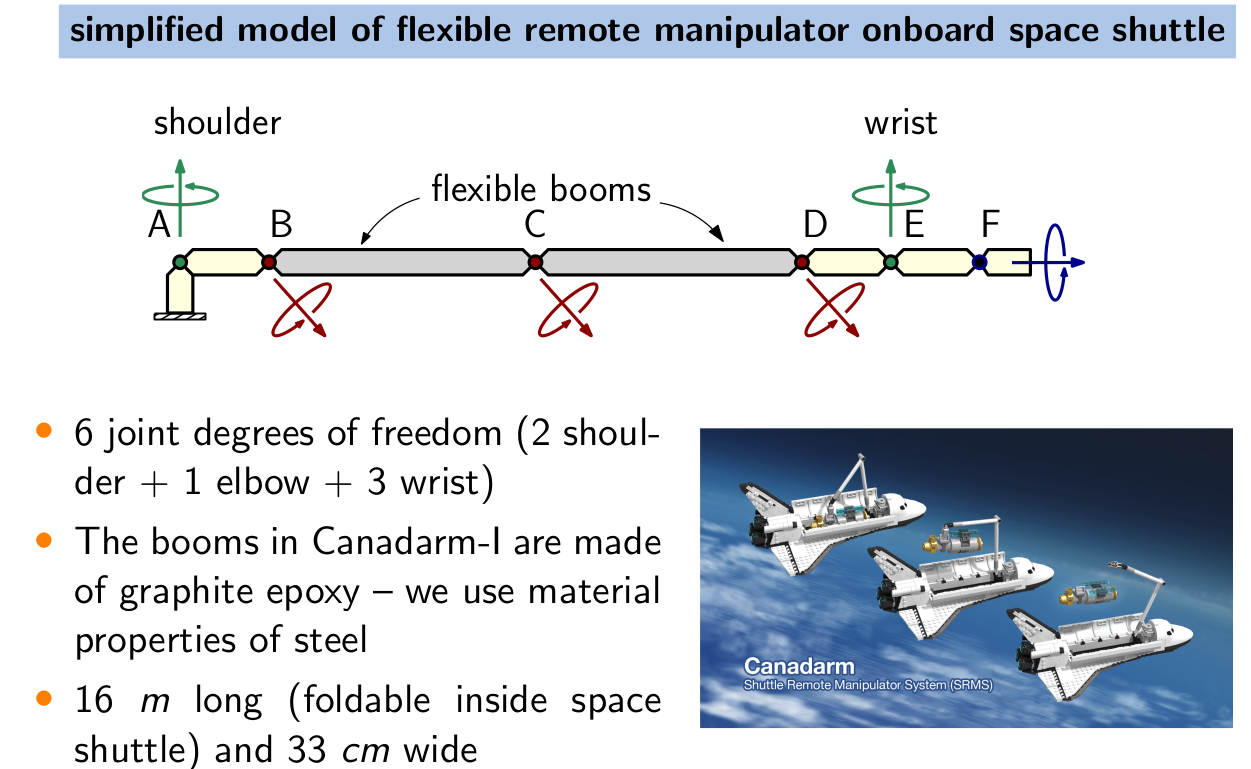 simplified model of flexible remote manipulator onboard space shuttle
shoulder
wrist
flexible booms
A
B
C
D
E
F
• 6 joint degrees of freedom (2 shoul-
der + 1 elbow + 3 wrist)
• The booms in Canadarm-I are made
of graphite epoxy – we use material
properties of steel
• 16 m long (foldable inside space
shuttle) and 33 cm wide
Canadarm
Shuttle Remote Manipulator System (SRMS)